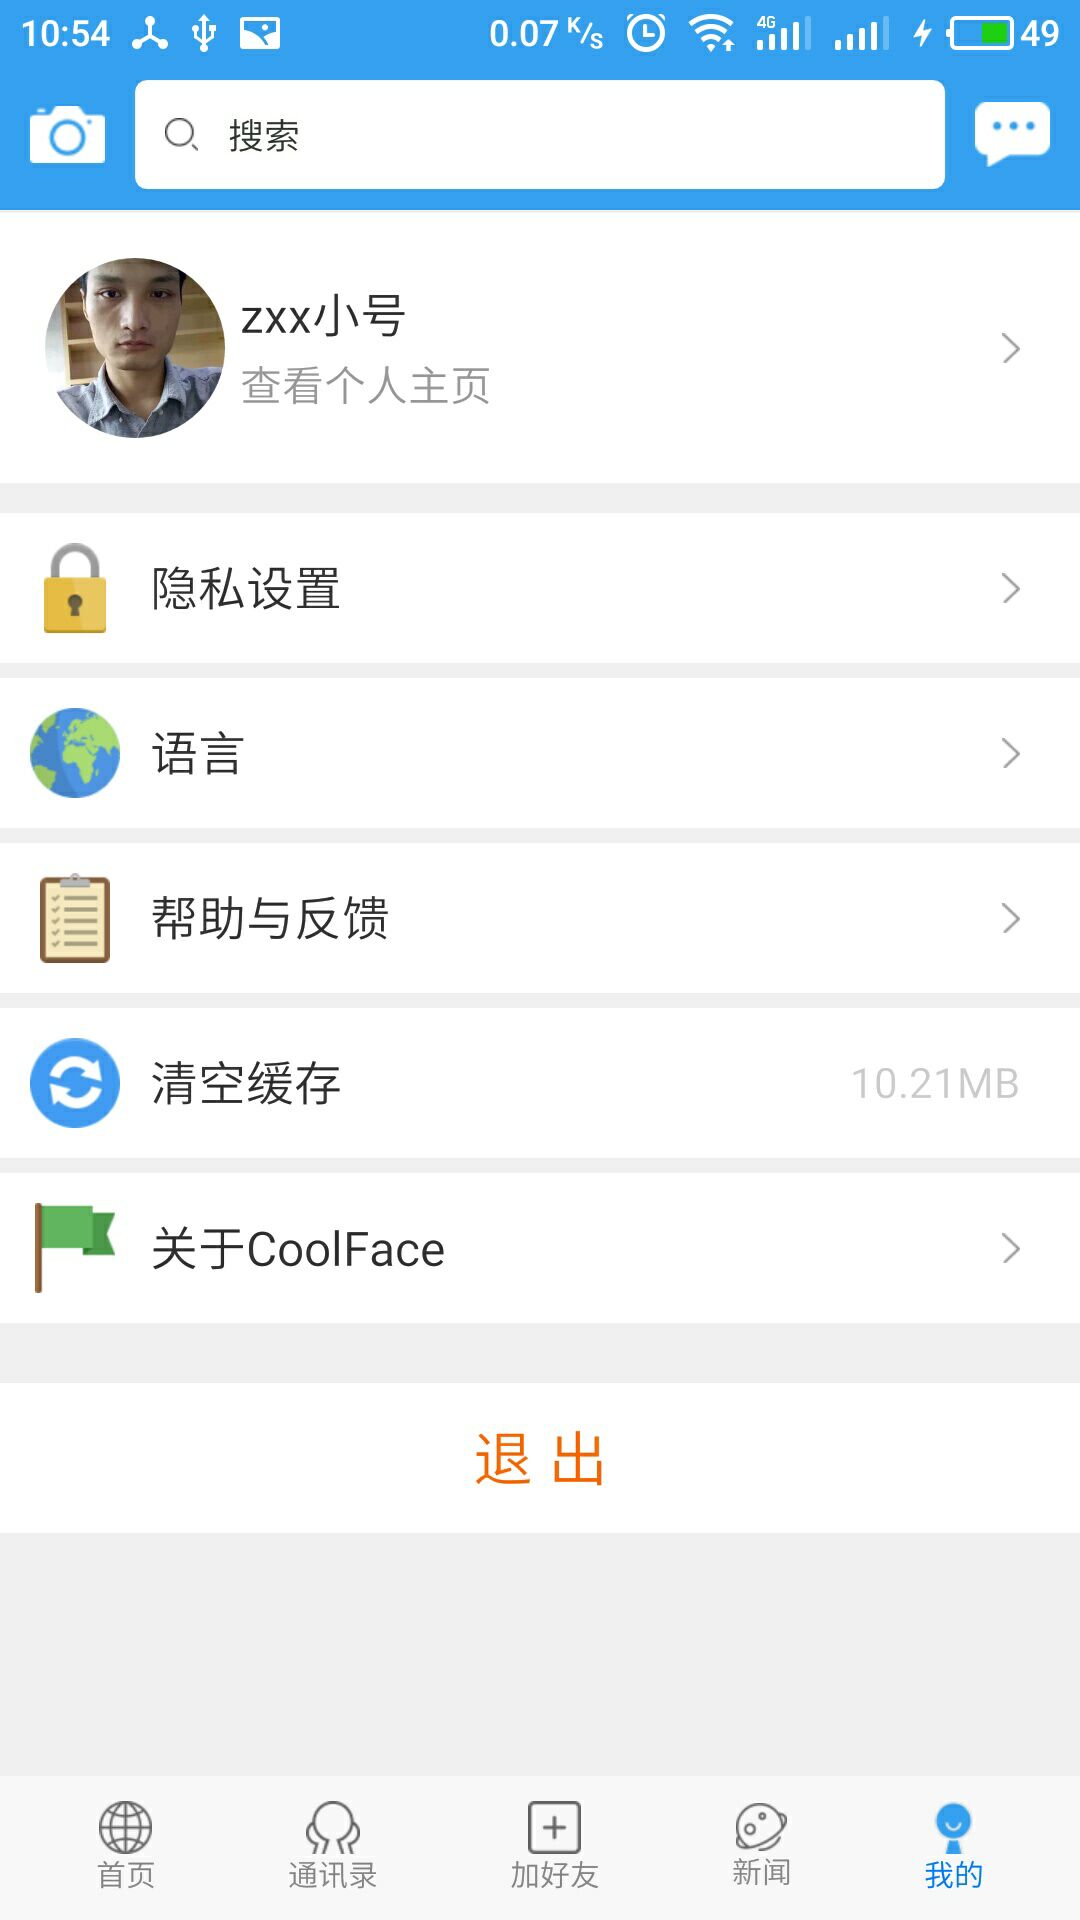 10:54 0.07 K/s 4G 49
搜索
zxx小号
查看个人主页
隐私设置
语言
帮助与反馈
清空缓存 10.21MB
关于CoolFace
退 出
首页 通讯录 加好友 新闻 我的